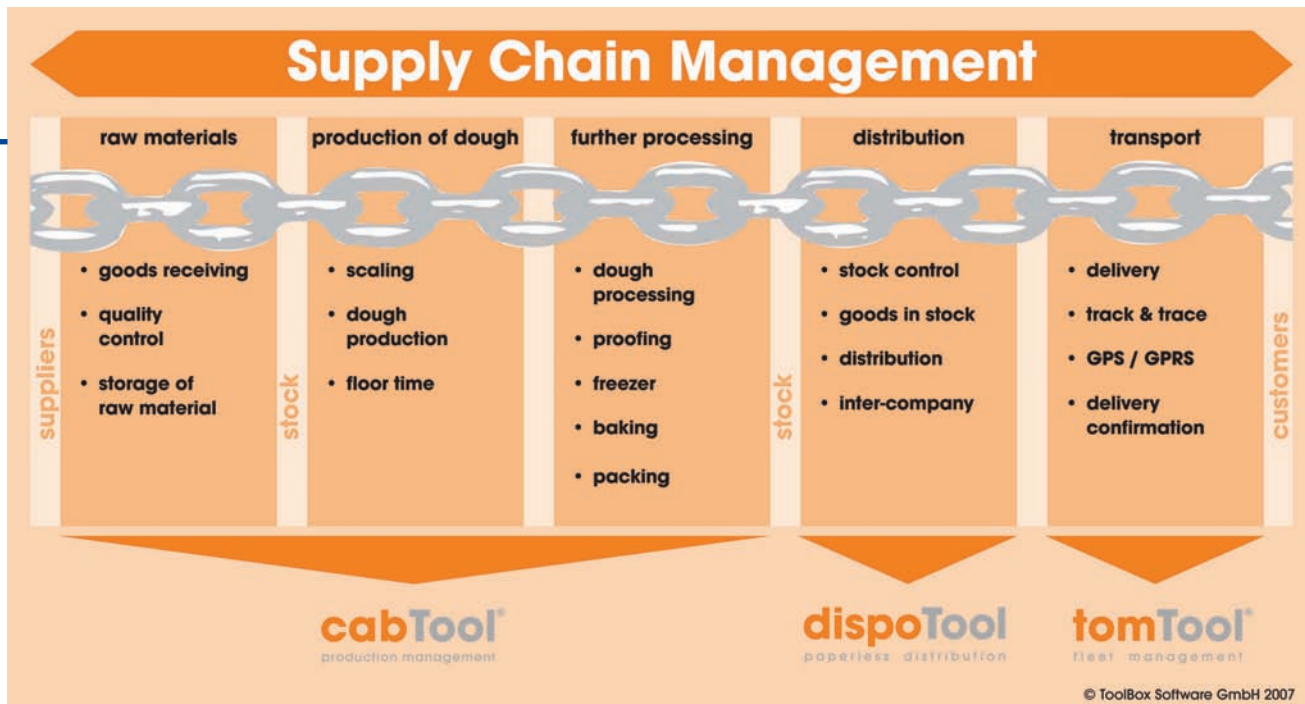 Supply Chain Management
suppliers
raw materials
• goods receiving
• quality
control
• storage of
raw material
stock
production of dough
• scaling
• dough
production
• floor time
further processing
• dough
processing
• proofing
• freezer
• baking
• packing
stock
distribution
• stock control
• goods in stock
• distribution
• inter-company
transport
• delivery
• track & trace
• GPS / GPRS
• delivery
confirmation
customers
cabTool®
production management
dispoTool
paperless distribution
tomTool®
fleet management
© ToolBox Software GmbH 2007